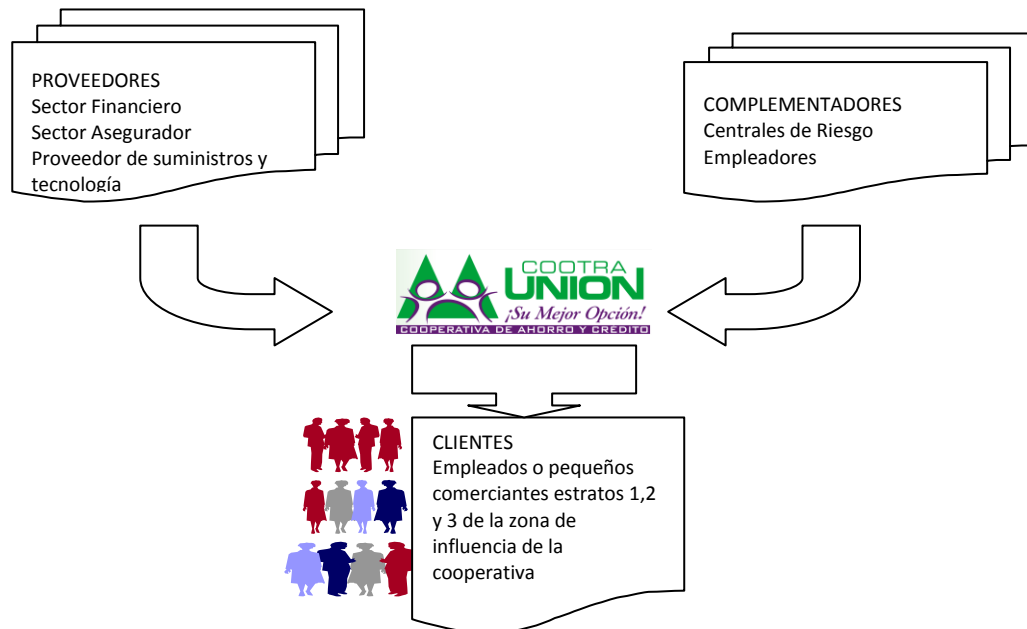 PROVEEDORES
Sector Financiero
Sector Asegurador
Proveedor de suministros y
tecnología
COMPLEMENTADORES
Centrales de Riesgo
Empleadores
COOTRA
UNION
¡Su Mejor Opción!
COOPERATIVA DE AHORRO Y CREDITO
CLIENTES
Empleados o pequeños
comerciantes estratos 1,2
y 3 de la zona de
influencia de la
cooperativa